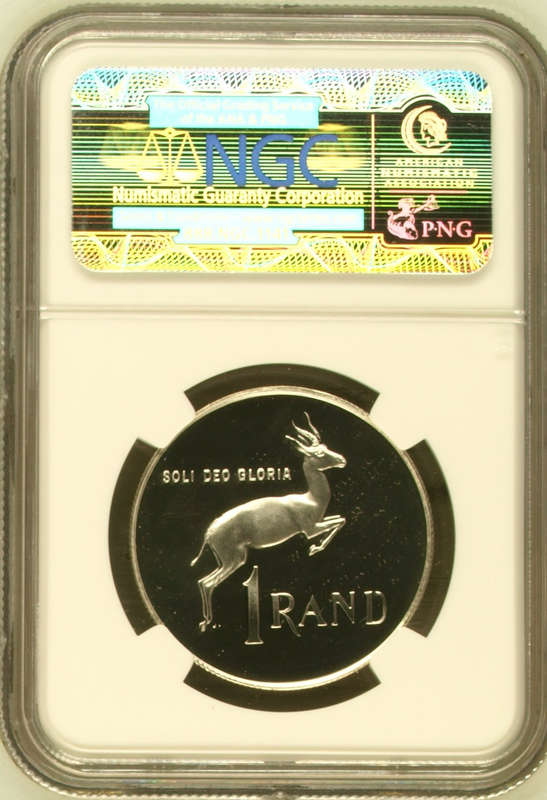 The Official Grading Service
of the ANA & PNG
NGC
Numismatic Guaranty Corporation
AMERICAN
NUMISMATIC
ASSOCIATION
P·N·G
SOLI DEO GLORIA
1 RAND